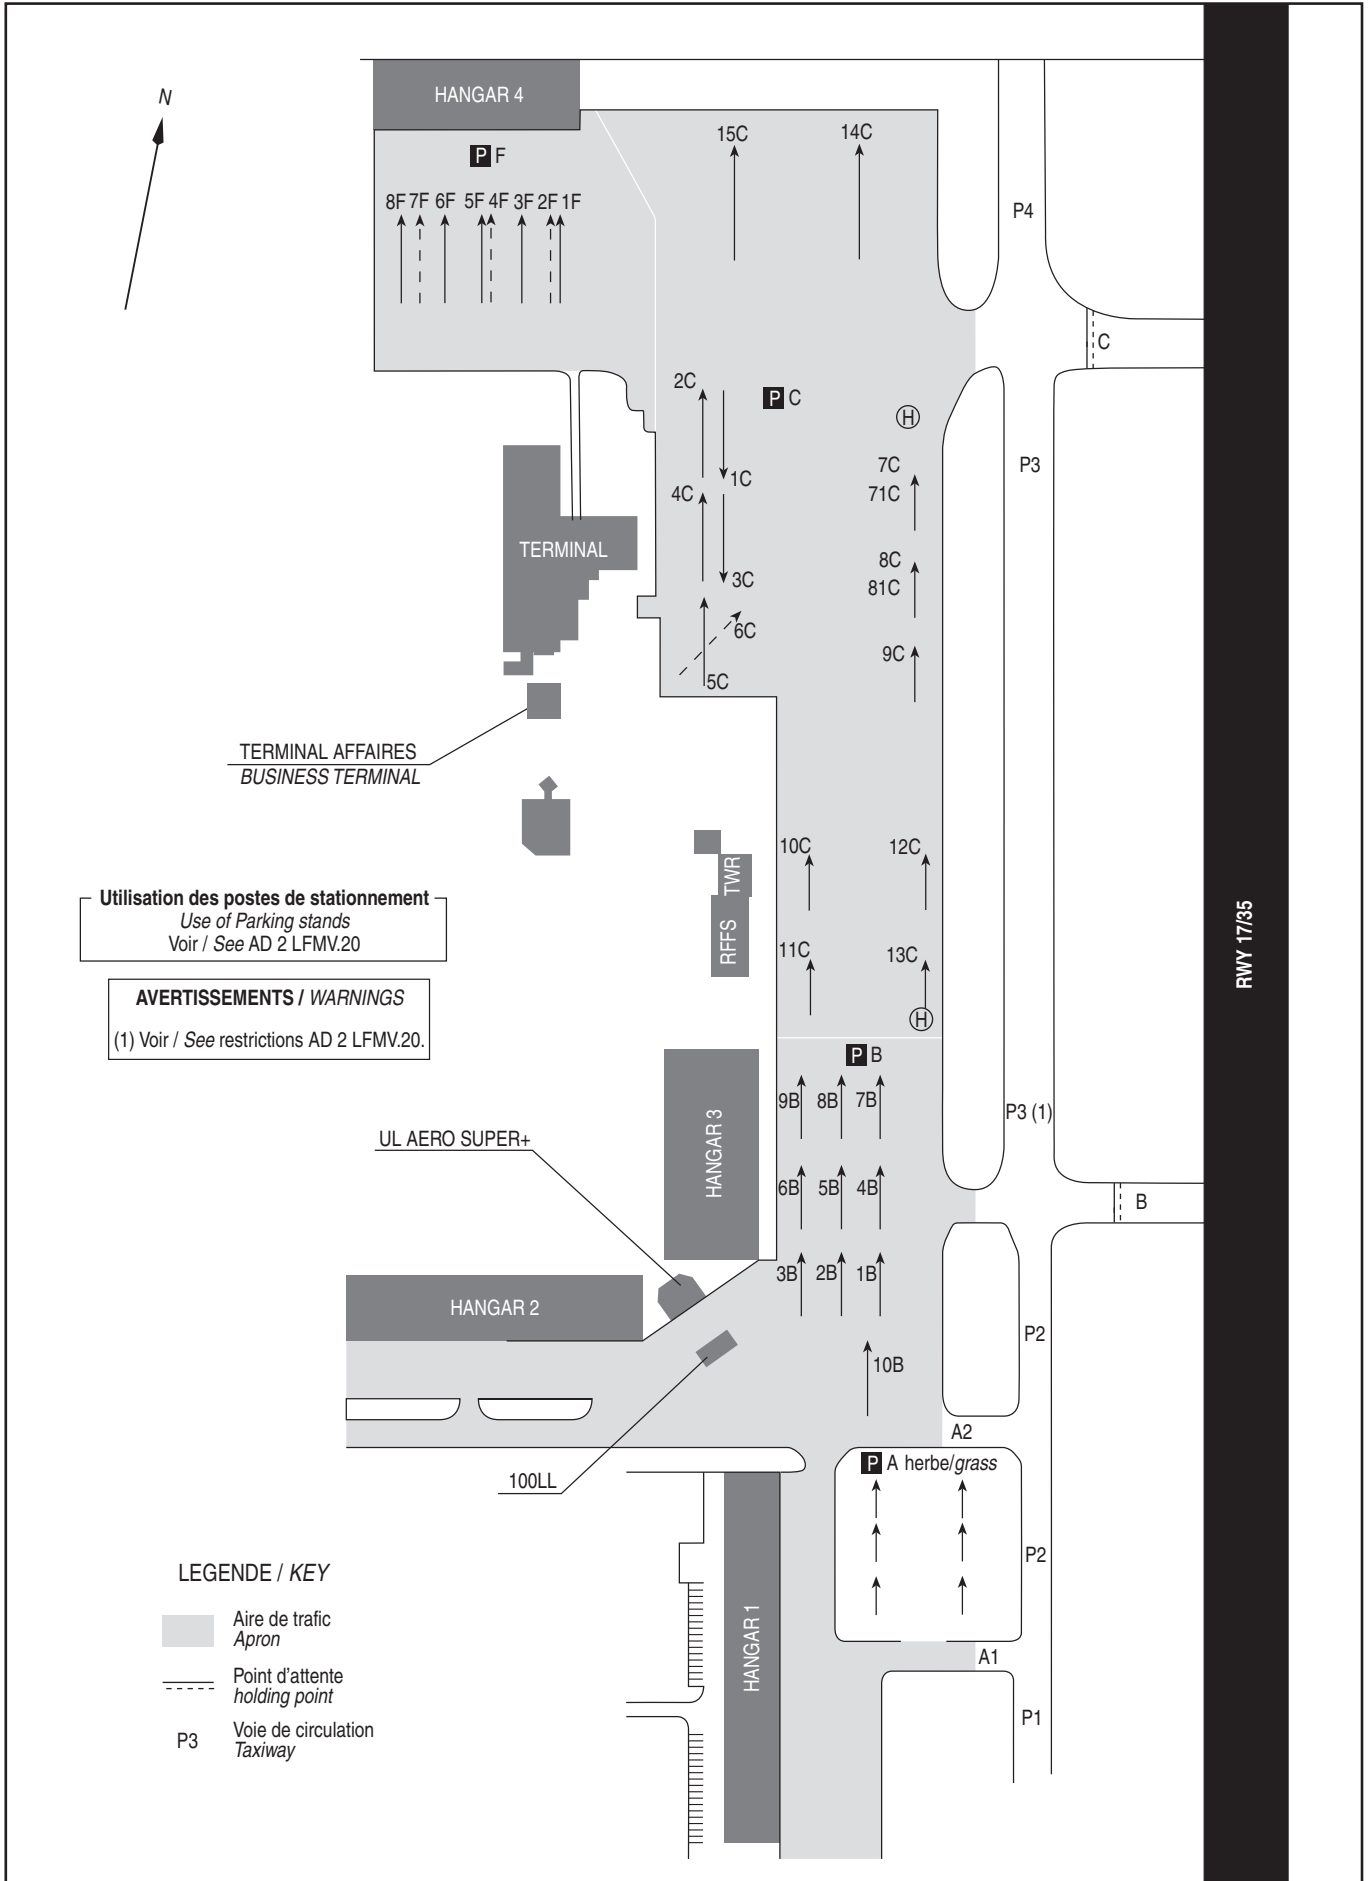 N
HANGAR 4
P F
8F 7F 6F 5F 4F 3F 2F 1F
15C
14C
P4
C
2C
P C
H
1C
4C
7C
71C
P3
TERMINAL
3C
8C
81C
6C
9C
5C
TERMINAL AFFAIRES
BUSINESS TERMINAL
10C
12C
TWR
RFFS
11C
13C
H
Utilisation des postes de stationnement
Use of Parking stands
Voir / See AD 2 LFMV.20
AVERTISSEMENTS / WARNINGS
(1) Voir / See restrictions AD 2 LFMV.20.
RWY 17/35
P B
9B 8B 7B
P3 (1)
UL AERO SUPER+
HANGAR 3
6B 5B 4B
B
3B 2B 1B
HANGAR 2
P2
10B
A2
P A herbe/grass
100LL
P2
HANGAR 1
A1
P1
LEGENDE / KEY
Aire de trafic
Apron
Point d'attente
holding point
P3
Voie de circulation
Taxiway